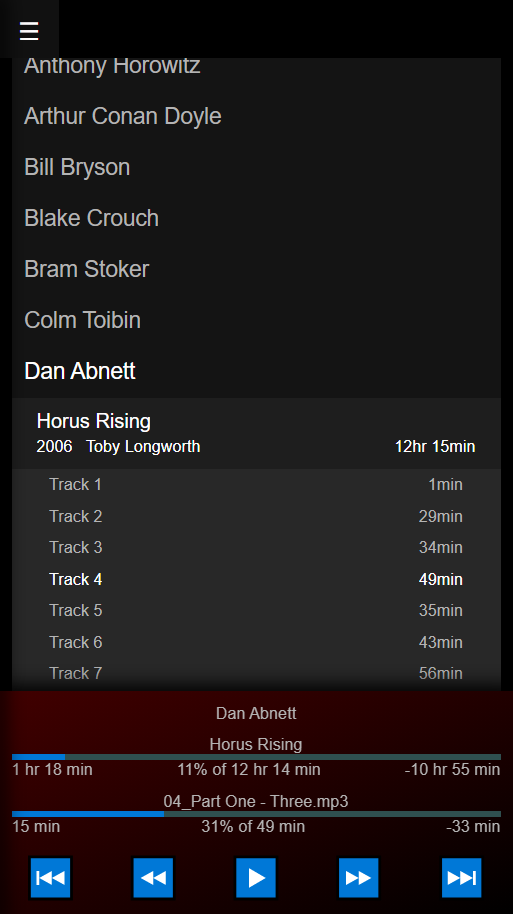 Anthony Horowitz
Arthur Conan Doyle
Bill Bryson
Blake Crouch
Bram Stoker
Colm Toibin
Dan Abnett
Horus Rising
2006 Toby Longworth 12hr 15min
Track 1 1min
Track 2 29min
Track 3 34min
Track 4 49min
Track 5 35min
Track 6 43min
Track 7 56min
Dan Abnett
Horus Rising
1 hr 18 min 11% of 12 hr 14 min -10 hr 55 min
04_Part One - Three.mp3
15 min 31% of 49 min -33 min